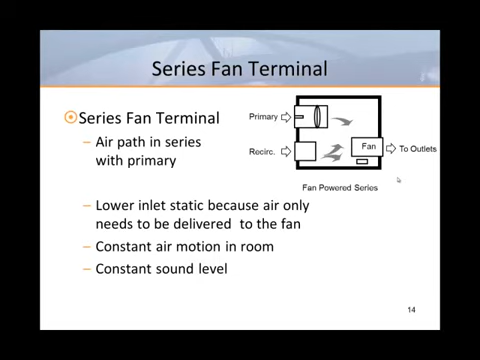 Series Fan Terminal
Series Fan Terminal
– Air path in series
with primary
– Lower inlet static because air only
needs to be delivered to the fan
– Constant air motion in room
– Constant sound level
Primary
Recirc.
Fan
To Outlets
Fan Powered Series
14